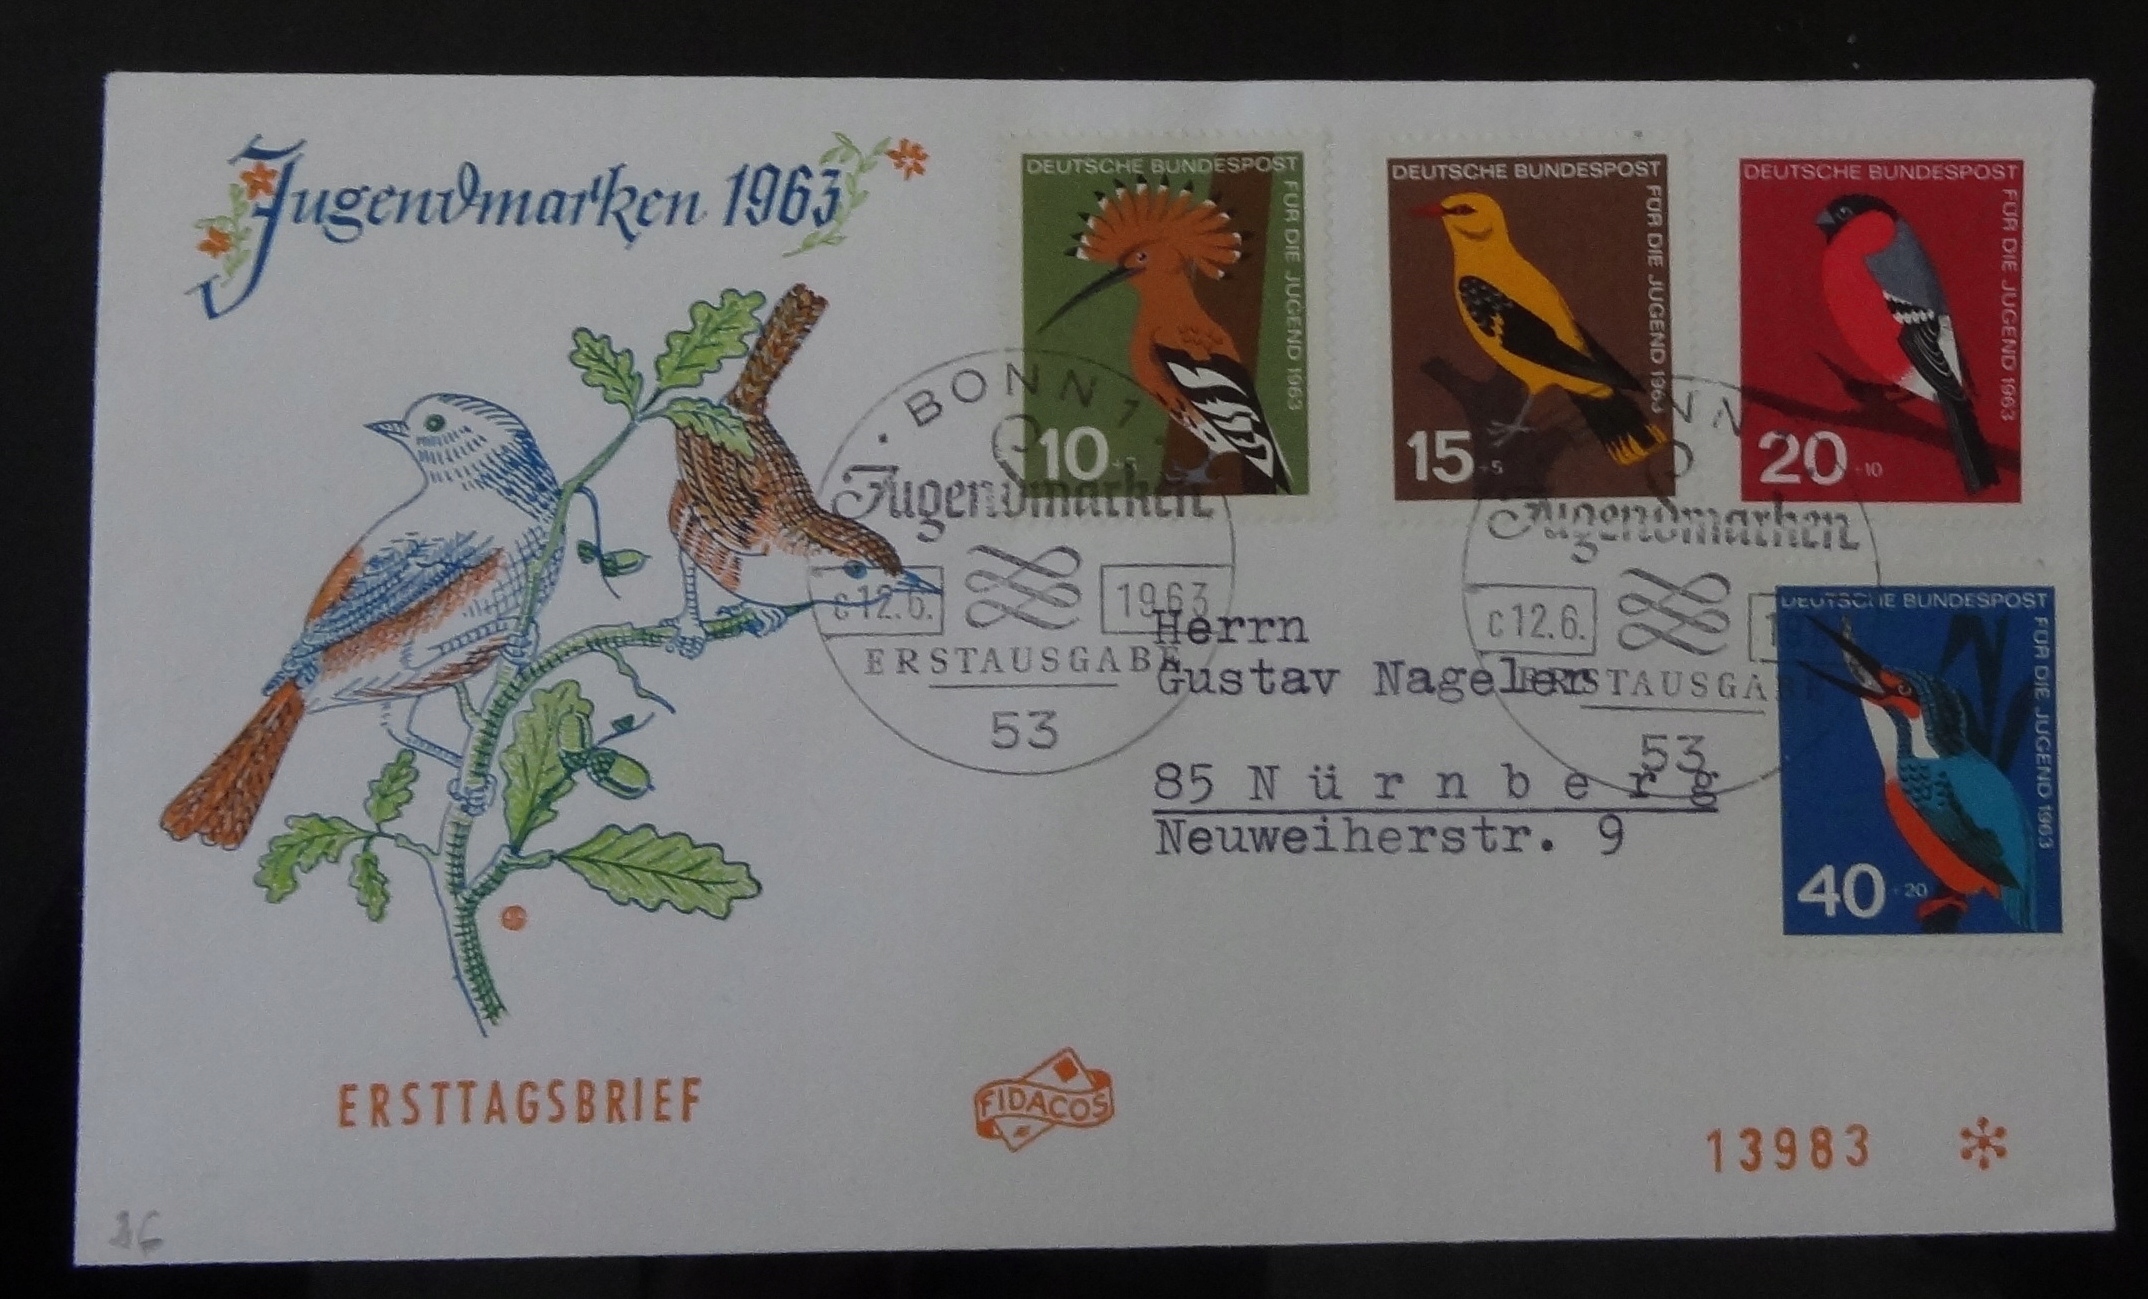 Jugendmarken 1963
DEUTSCHE BUNDESPOST
FÜR DIE JUGEND 1963
10 +5
DEUTSCHE BUNDESPOST
FÜR DIE JUGEND 1963
15 +5
DEUTSCHE BUNDESPOST
FÜR DIE JUGEND 1963
20 +10
DEUTSCHE BUNDESPOST
FÜR DIE JUGEND 1963
40 +20
· BONN 1 ·
Jugendmarken
c 12.6. 1963
ERSTAUSGABE
53
Jugendmarken
c 12.6.
ERSTAUSGABE
53
Herrn
Gustav Nageler
85 Nürnberg
Neuweiherstr. 9
ERSTTAGSBRIEF
FIDACOS
13983 *